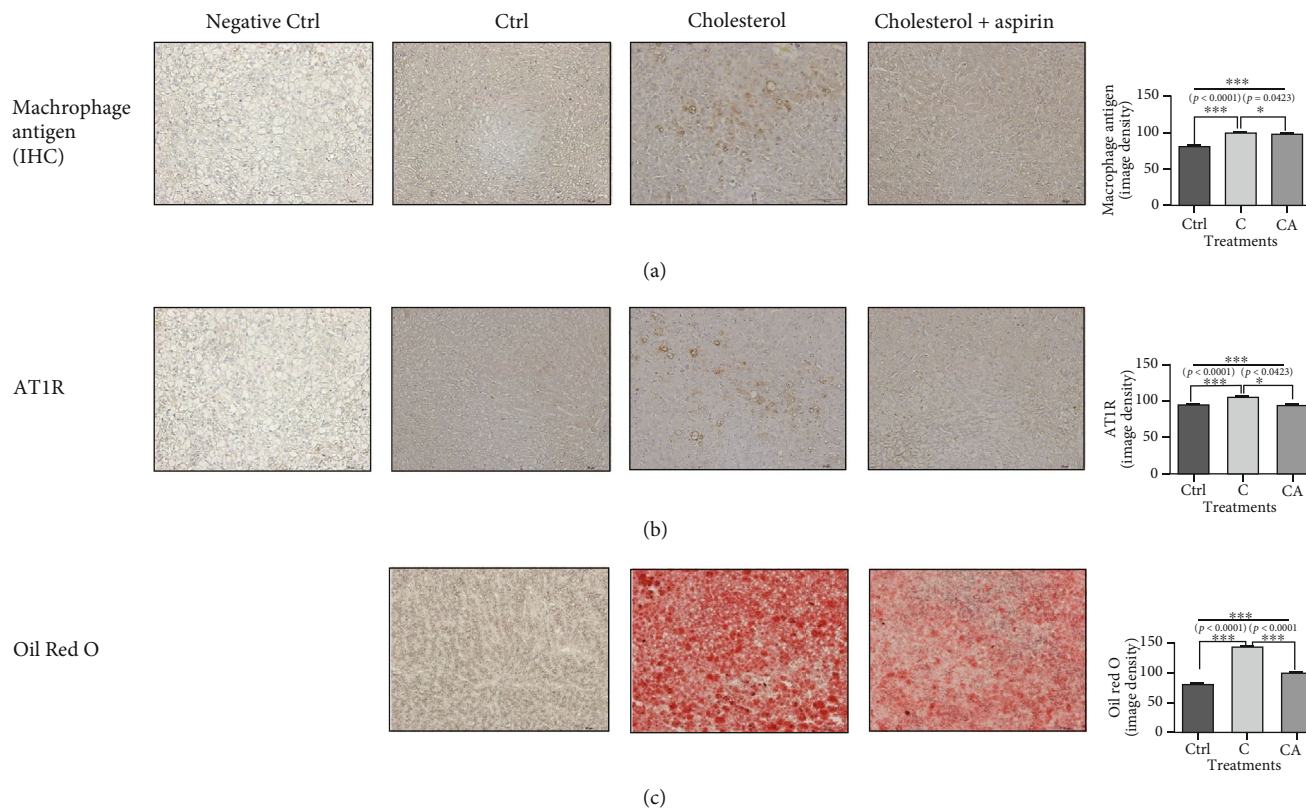 Negative Ctrl
Ctrl
Cholesterol
Cholesterol + aspirin
Machrophage
antigen
(IHC)
Macrophage antigen
(image density)
150
100
50
0
***
(p < 0.0001) (p = 0.0423)
***
*
Ctrl
C
CA
Treatments
(a)
AT1R
AT1R
(image density)
150
100
50
0
***
(p < 0.0001) (p < 0.0423)
***
*
Ctrl
C
CA
Treatments
(b)
Oil Red O
Oil red O
(image density)
150
100
50
0
***
(p < 0.0001) (p < 0.0001
***
***
Ctrl
C
CA
Treatments
(c)